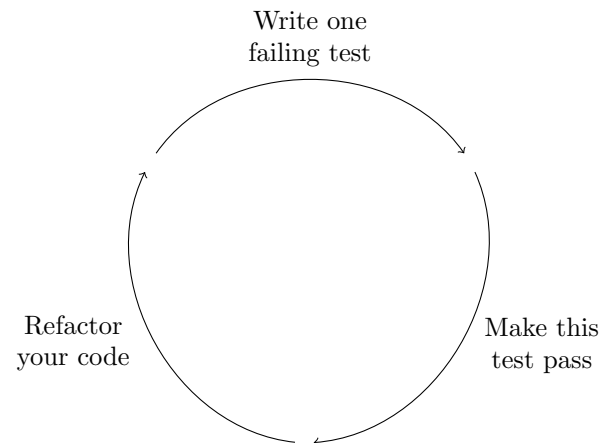 Write one
failing test
Make this
test pass
Refactor
your code